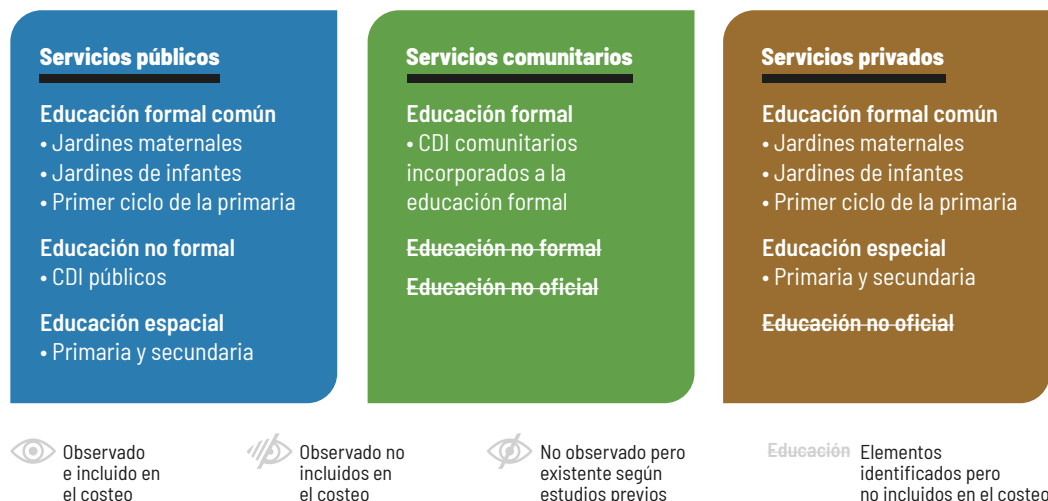 Servicios públicos
Educación formal común
• Jardines maternales
• Jardines de infantes
• Primer ciclo de la primaria
Educación no formal
• CDI públicos
Educación espacial
• Primaria y secundaria
Servicios comunitarios
Educación formal
• CDI comunitarios
incorporados a la
educación formal
Educación no formal
Educación no oficial
Servicios privados
Educación formal común
• Jardines maternales
• Jardines de infantes
• Primer ciclo de la primaria
Educación especial
• Primaria y secundaria
Educación no oficial
Observado
e incluido en
el costeo
Observado no
incluidos en
el costeo
No observado pero
existente según
estudios previos
Educación
Elementos
identificados pero
no incluidos en el costeo